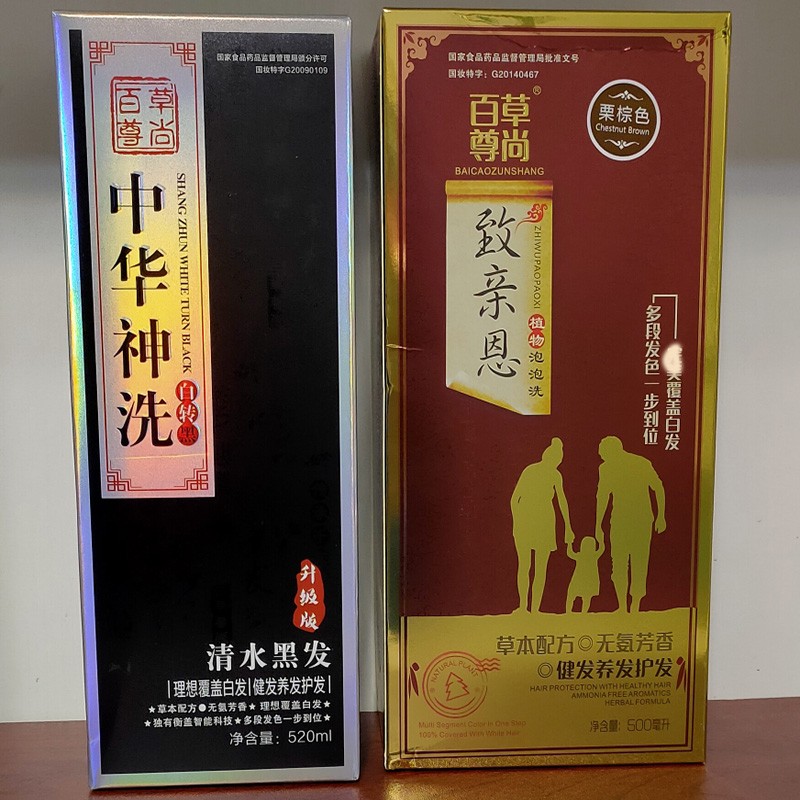 国家食品药品监督管理局颁分许可
国妆特字G20090109
百草
尊尚
中华神洗
SHANG ZHUN WHITE TURN BLACK
白转黑
升级版
清水黑发
理想覆盖白发|健发养发护发
★草本配方●无氨芳香★理想覆盖白发★
★独有衡盖智能科技★多段发色一步到位★
净含量：520ml
国家食品药品监督管理局批准文号
国妆特字：G20140467
百草®
尊尚
BAICAOZUNSHANG
栗棕色
Chestnut Brown
致亲恩
ZHIWUPAOPAOXI
植物泡泡洗
覆盖白发
多段发色一步到位
草本配方◎无氨芳香
◎健发养发护发
HAIR PROTECTION WITH HEALTHY HAIR
AMMONIA FREE AROMATICS
HERBAL FORMULA
NATURAL PLANT
Multi Segment Color In One Step
100% Covered With White Hair
净含量：500毫升